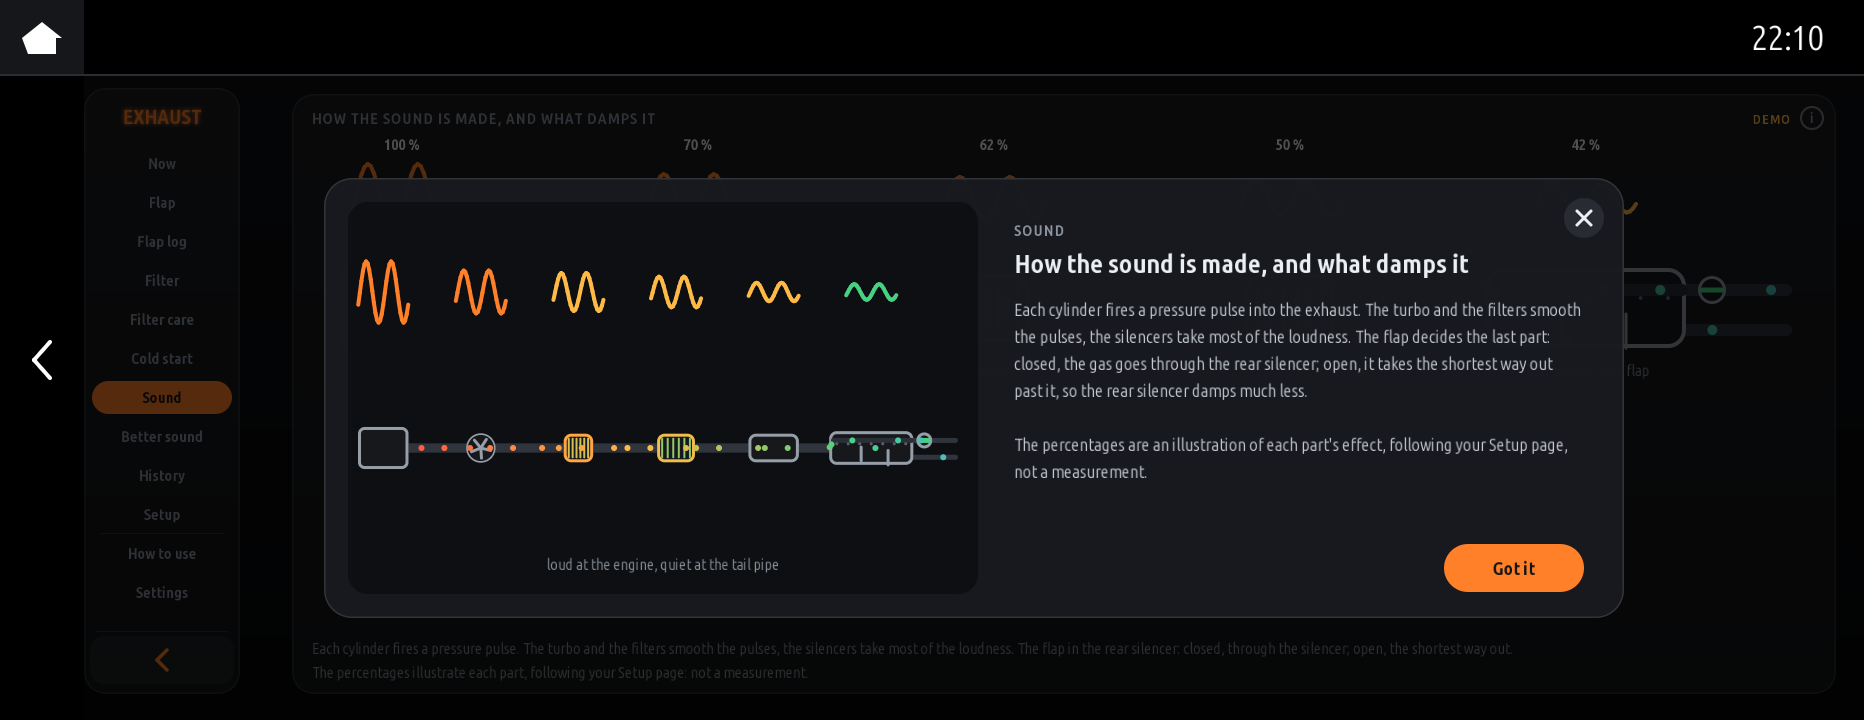 22:10
EXHAUST
Now
Flap
Flap log
Filter
Filter care
Cold start
Sound
Better sound
History
Setup
How to use
Settings
HOW THE SOUND IS MADE, AND WHAT DAMPS IT
DEMO
i
100 %
70 %
62 %
50 %
42 %
loud at the engine, quiet at the tail pipe
SOUND
How the sound is made, and what damps it
Each cylinder fires a pressure pulse into the exhaust. The turbo and the filters smooth
the pulses, the silencers take most of the loudness. The flap decides the last part:
closed, the gas goes through the rear silencer; open, it takes the shortest way out
past it, so the rear silencer damps much less.
The percentages are an illustration of each part's effect, following your Setup page,
not a measurement.
Got it
flap
Each cylinder fires a pressure pulse. The turbo and the filters smooth the pulses, the silencers take most of the loudness. The flap in the rear silencer: closed, through the silencer; open, the shortest way out.
The percentages illustrate each part, following your Setup page: not a measurement.